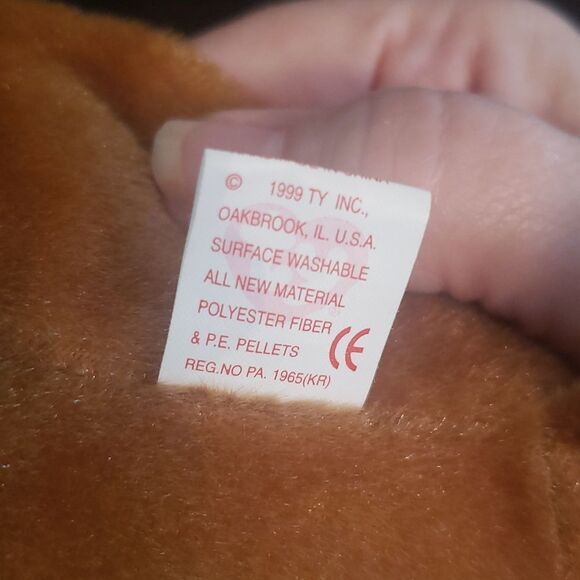 © 1999 TY INC.,
OAKBROOK, IL. U.S.A.
SURFACE WASHABLE
ALL NEW MATERIAL
POLYESTER FIBER
& P.E. PELLETS CE
REG.NO PA. 1965(KR)